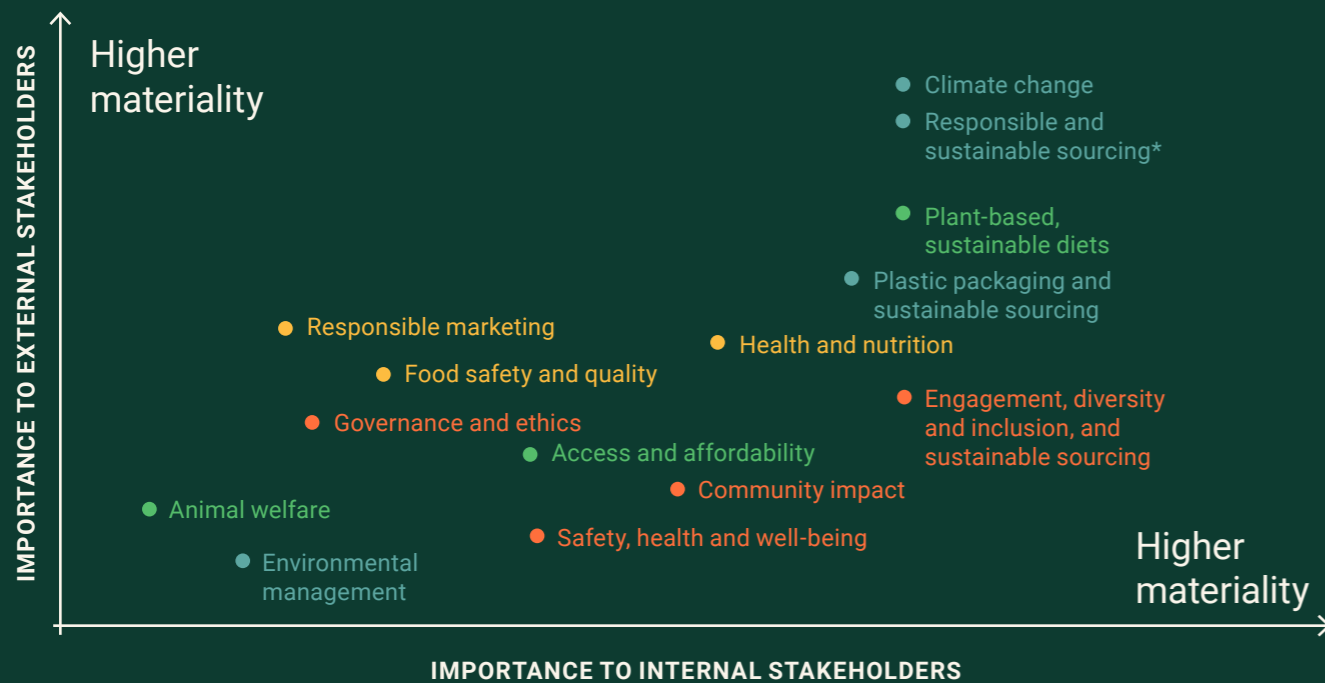 IMPORTANCE TO EXTERNAL STAKEHOLDERS
Higher
materiality
Climate change
Responsible and
sustainable sourcing*
Plant-based,
sustainable diets
Plastic packaging and
sustainable sourcing
Responsible marketing
Health and nutrition
Food safety and quality
Engagement, diversity
and inclusion, and
sustainable sourcing
Governance and ethics
Access and affordability
Community impact
Animal welfare
Safety, health and well-being
Environmental
management
Higher
materiality
IMPORTANCE TO INTERNAL STAKEHOLDERS